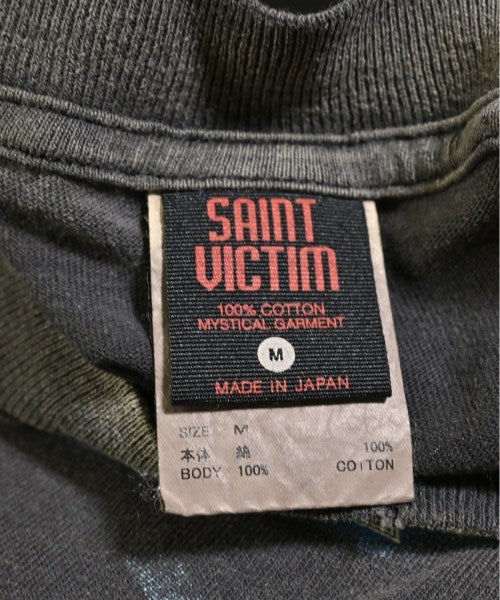 SAINT
VICTIM
100% COTTON
MYSTICAL GARMENT
M
MADE IN JAPAN
SIZE M
本体 綿 100%
BODY 100% COTTON